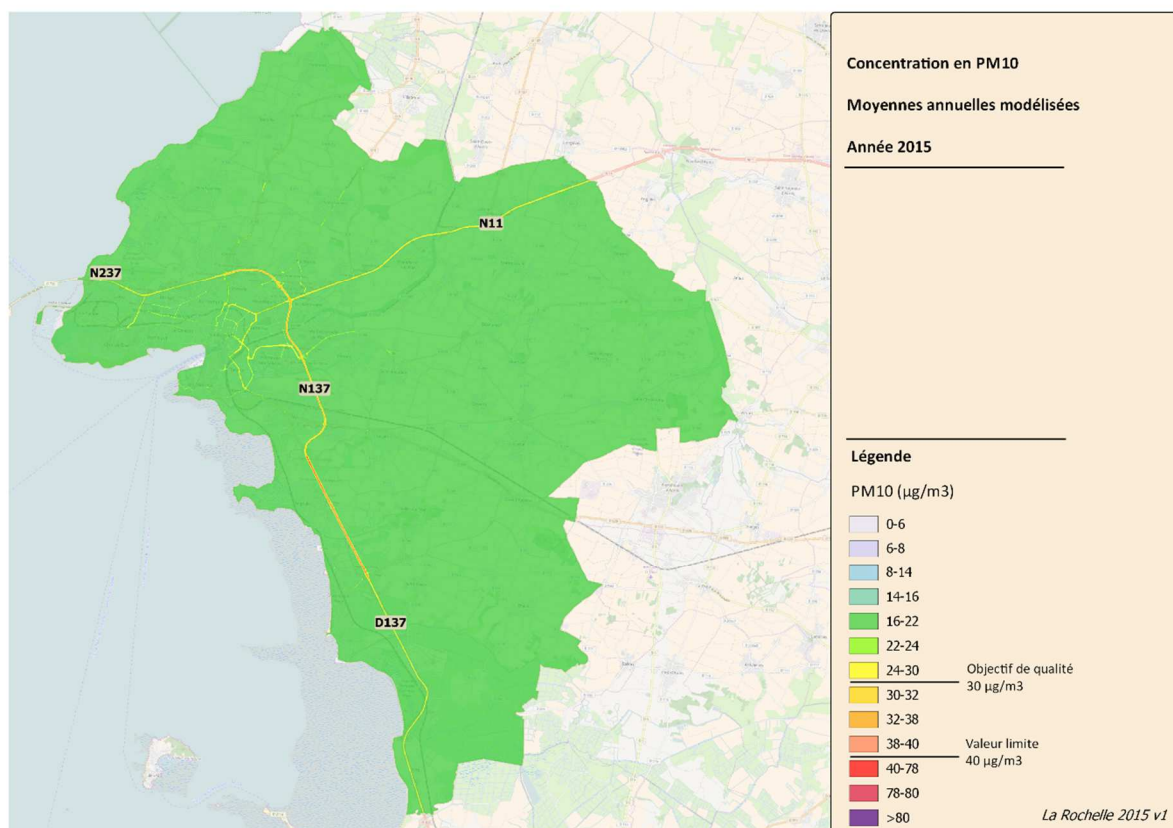 N237
N11
N137
D137
Concentration en PM10
Moyennes annuelles modélisées
Année 2015
Légende
PM10 (µg/m3)
0-6
6-8
8-14
14-16
16-22
22-24
24-30
Objectif de qualité
30 µg/m3
30-32
32-38
38-40
Valeur limite
40 µg/m3
40-78
78-80
>80
La Rochelle 2015 v1